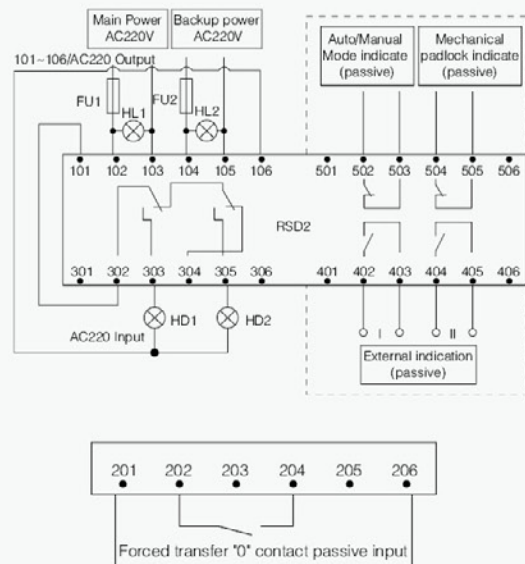 Main Power
AC220V
Backup power
AC220V
101~106/AC220 Output
FU1
HL1
FU2
HL2
Auto/Manual
Mode indicate
(passive)
Mechanical
padlock indicate
(passive)
101 102 103 104 105 106
501 502 503 504 505 506
RSD2
301 302 303 304 305 306
401 402 403 404 405 406
HD1
HD2
AC220 Input
I
II
External indication
(passive)
201 202 203 204 205 206
Forced transfer "0" contact passive input